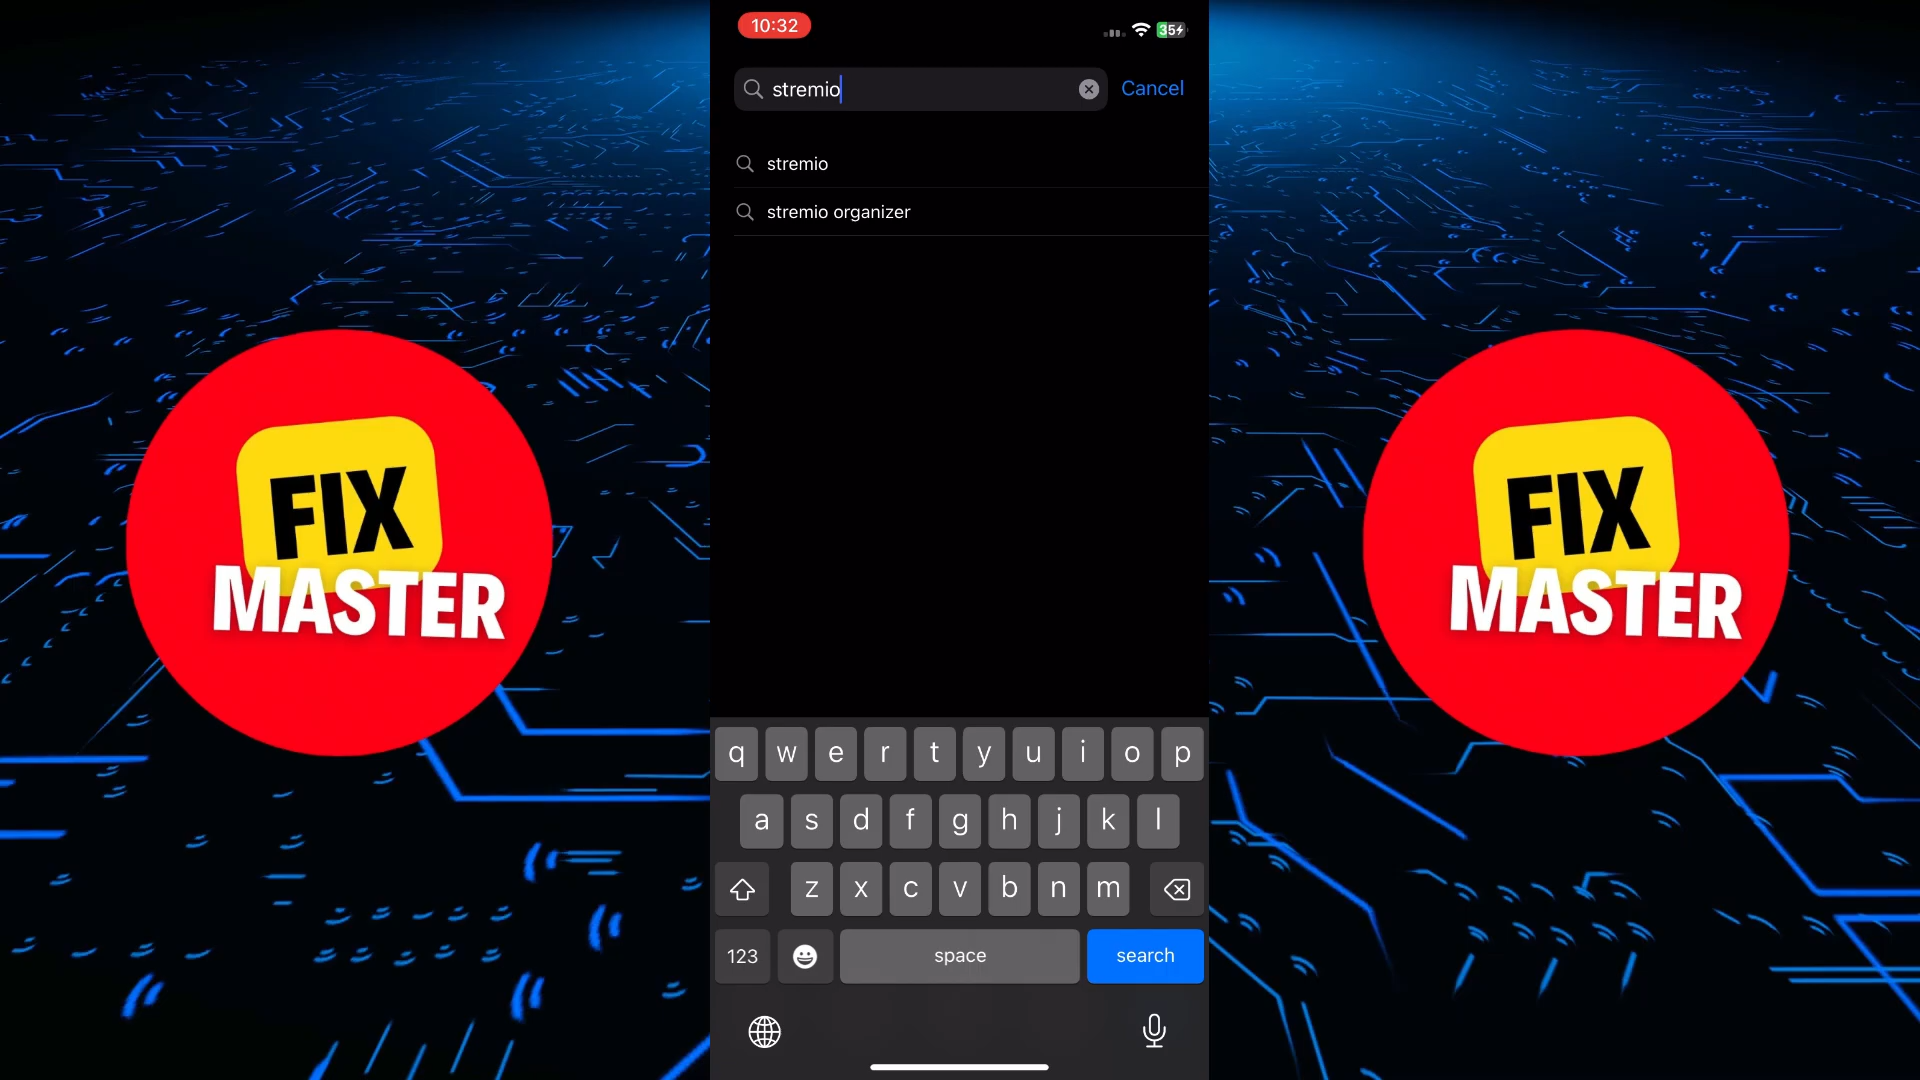 10:32
35
stremio
Cancel
stremio
stremio organizer
FIX
MASTER
FIX
MASTER
q w e r t y u i o p
a s d f g h j k l
z x c v b n m
123 space search